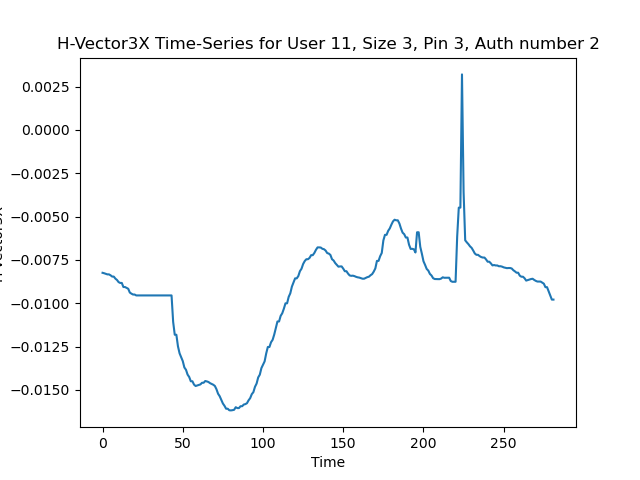 H-Vector3X Time-Series for User 11, Size 3, Pin 3, Auth number 2
0.0025
0.0000
−0.0025
−0.0050
−0.0075
−0.0100
−0.0125
−0.0150
0 50 100 150 200 250
Time